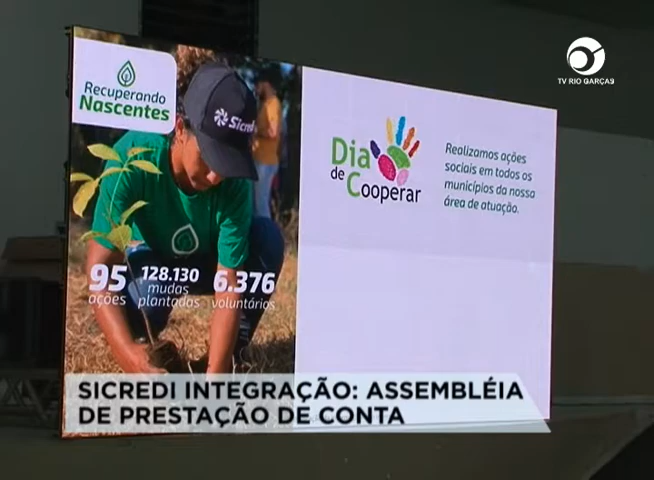 TV RIO GARÇAS
Recuperando
Nascentes
Sicredi
95
ações
128.130
mudas
plantadas
6.376
voluntários
Dia
de Cooperar
Realizamos ações
sociais em todos os
municípios da nossa
área de atuação.
SICREDI INTEGRAÇÃO: ASSEMBLÉIA
DE PRESTAÇÃO DE CONTA